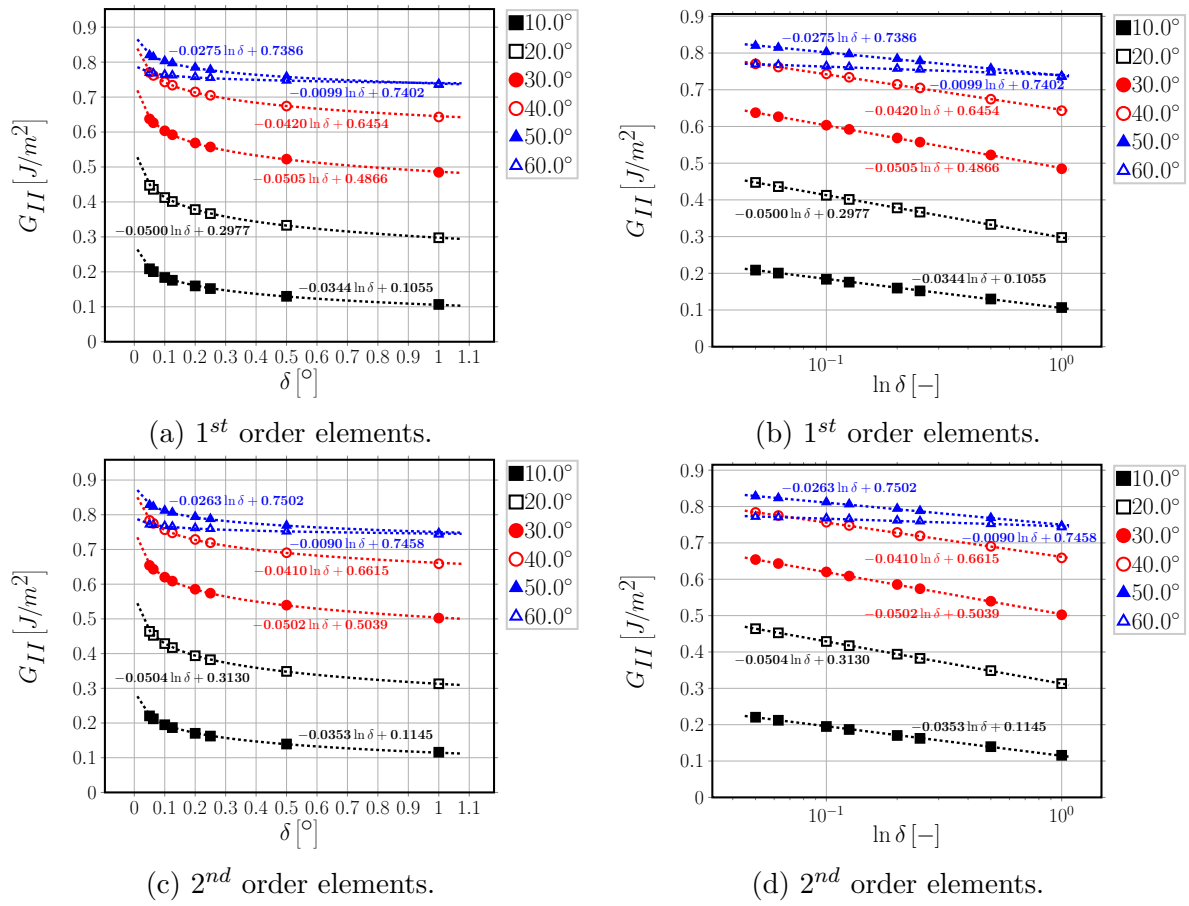 0.9
0.8
0.7
0.6
0.5
0.4
0.3
0.2
0.1
0
G_{II} [J/m^2]
−0.0275 ln δ + 0.7386
−0.0099 ln δ + 0.7402
−0.0420 ln δ + 0.6454
−0.0505 ln δ + 0.4866
−0.0500 ln δ + 0.2977
−0.0344 ln δ + 0.1055
0 0.1 0.2 0.3 0.4 0.5 0.6 0.7 0.8 0.9 1 1.1
δ [°]
10.0°
20.0°
30.0°
40.0°
50.0°
60.0°
(a) 1^{st} order elements.
0.9
0.8
0.7
0.6
0.5
0.4
0.3
0.2
0.1
0
G_{II} [J/m^2]
−0.0275 ln δ + 0.7386
−0.0099 ln δ + 0.7402
−0.0420 ln δ + 0.6454
−0.0505 ln δ + 0.4866
−0.0500 ln δ + 0.2977
−0.0344 ln δ + 0.1055
10^{−1} 10^{0}
ln δ [−]
10.0°
20.0°
30.0°
40.0°
50.0°
60.0°
(b) 1^{st} order elements.
0.9
0.8
0.7
0.6
0.5
0.4
0.3
0.2
0.1
0
G_{II} [J/m^2]
−0.0263 ln δ + 0.7502
−0.0090 ln δ + 0.7458
−0.0410 ln δ + 0.6615
−0.0502 ln δ + 0.5039
−0.0504 ln δ + 0.3130
−0.0353 ln δ + 0.1145
0 0.1 0.2 0.3 0.4 0.5 0.6 0.7 0.8 0.9 1 1.1
δ [°]
10.0°
20.0°
30.0°
40.0°
50.0°
60.0°
(c) 2^{nd} order elements.
0.9
0.8
0.7
0.6
0.5
0.4
0.3
0.2
0.1
0
G_{II} [J/m^2]
−0.0263 ln δ + 0.7502
−0.0090 ln δ + 0.7458
−0.0410 ln δ + 0.6615
−0.0502 ln δ + 0.5039
−0.0504 ln δ + 0.3130
−0.0353 ln δ + 0.1145
10^{−1} 10^{0}
ln δ [−]
10.0°
20.0°
30.0°
40.0°
50.0°
60.0°
(d) 2^{nd} order elements.